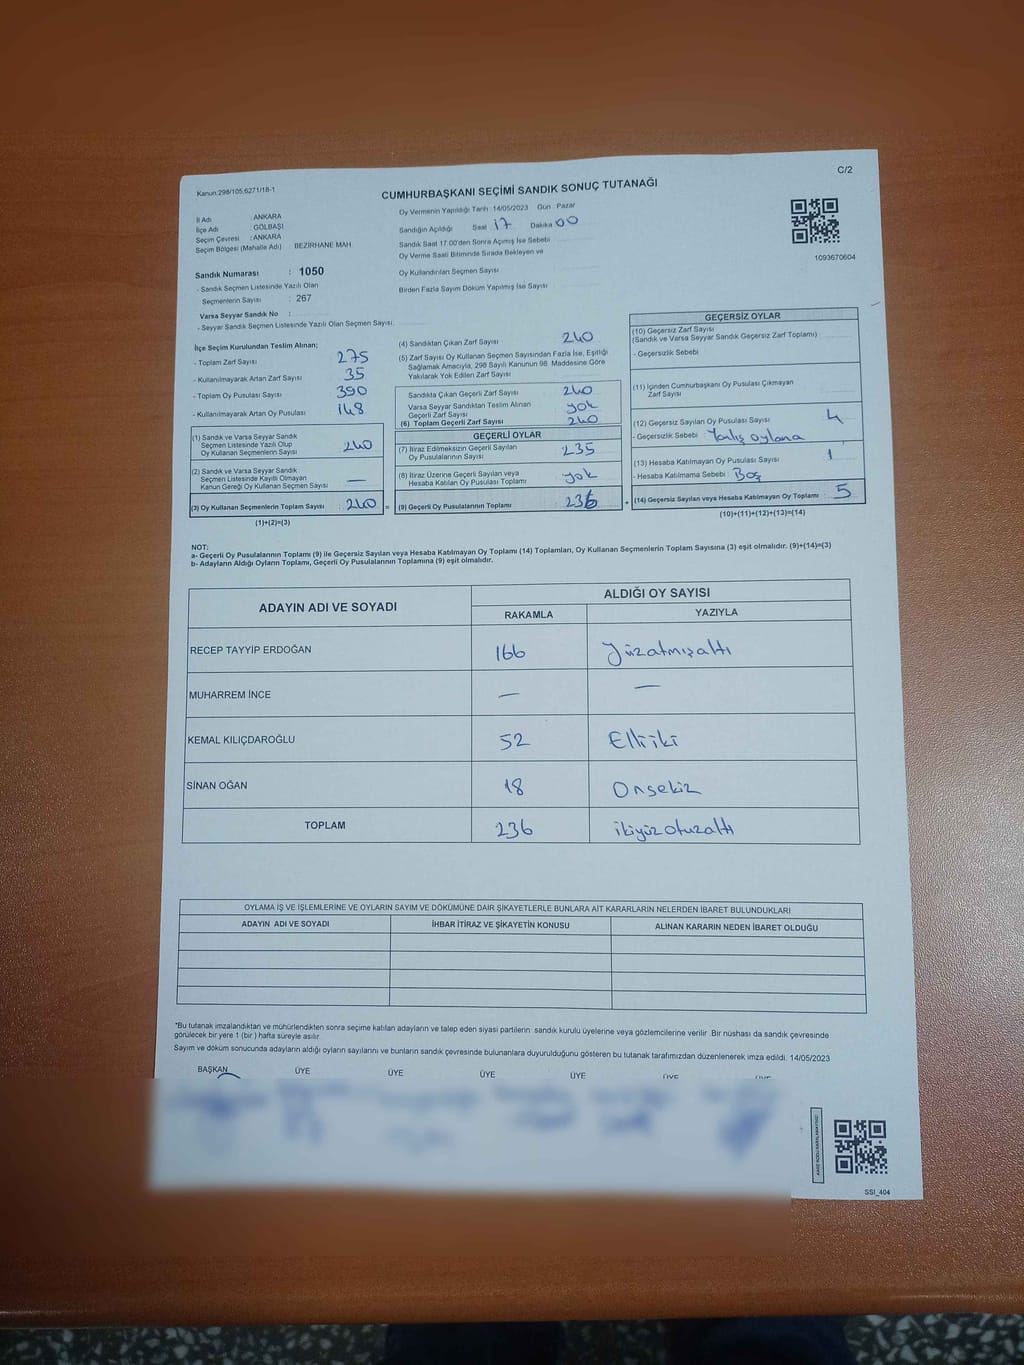 Kanun:298/105,6271/18-1
C/2
CUMHURBAŞKANI SEÇİMİ SANDIK SONUÇ TUTANAĞI
İl Adı : ANKARA
İlçe Adı : GÖLBAŞI
Seçim Çevresi : ANKARA
Seçim Bölgesi (Mahalle Adı) : BEZİRHANE MAH.
Sandık Numarası : 1050
- Sandık Seçmen Listesinde Yazılı Olan
Seçmenlerin Sayısı : 267
Varsa Seyyar Sandık No :
- Seyyar Sandık Seçmen Listesinde Yazılı Olan Seçmen Sayısı
Oy Vermenin Yapıldığı Tarih :14/05/2023 Gün : Pazar
Sandığın Açıldığı Saat 17 Dakika 00
Sandık Saat 17:00'den Sonra Açımış İse Sebebi
Oy Verme Saati Bitiminde Sırada Bekleyen ve
Oy Kullandırılan Seçmen Sayısı
Birden Fazla Sayım Döküm Yapılmış İse Sayısı
1093670604
İlçe Seçim Kurulundan Teslim Alınan;
- Toplam Zarf Sayısı 275
- Kullanılmayarak Artan Zarf Sayısı 35
- Toplam Oy Pusulası Sayısı 390
- Kullanılmayarak Artan Oy Pusulası 148
(1) Sandık ve Varsa Seyyar Sandık
Seçmen Listesinde Yazılı Olup
Oy Kullanan Seçmenlerin Sayısı 240
(2) Sandık ve Varsa Seyyar Sandık
Seçmen Listesinde Kayıtlı Olmayan
Kanun Gereği Oy Kullanan Seçmen Sayısı —
(3) Oy Kullanan Seçmenlerin Toplam Sayısı : 240 =
(1)+(2)=(3)
(4) Sandıktan Çıkan Zarf Sayısı 240
(5) Zarf Sayısı Oy Kullanan Seçmen Sayısından Fazla İse, Eşitliği
Sağlamak Amacıyla, 298 Sayılı Kanunun 98. Maddesine Göre
Yakılarak Yok Edilen Zarf Sayısı
Sandıkta Çıkan Geçerli Zarf Sayısı 240
Varsa Seyyar Sandıktan Teslim Alınan
Geçerli Zarf Sayısı yok
(6) Toplam Geçerli Zarf Sayısı 240
GEÇERLİ OYLAR
(7) İtiraz Edilmeksizin Geçerli Sayılan
Oy Pusulalarının Sayısı 235
(8) İtiraz Üzerine Geçerli Sayılan veya
Hesaba Katılan Oy Pusulası Toplamı yok
(9) Geçerli Oy Pusulalarının Toplamı 236 +
GEÇERSİZ OYLAR
(10) Geçersiz Zarf Sayısı
(Sandık ve Varsa Seyyar Sandık Geçersiz Zarf Toplamı)
- Geçersizlik Sebebi
(11) İçinden Cumhurbaşkanı Oy Pusulası Çıkmayan
Zarf Sayısı
(12) Geçersiz Sayılan Oy Pusulası Sayısı 4
- Geçersizlik Sebebi : Yanlış oylama
(13) Hesaba Katılmayan Oy Pusulası Sayısı 1
- Hesaba Katılmama Sebebi : Boş
(14) Geçersiz Sayılan veya Hesaba Katılmayan Oy Toplamı 5
(10)+(11)+(12)+(13)=(14)
NOT:
a- Geçerli Oy Pusulalarının Toplamı (9) ile Geçersiz Sayılan veya Hesaba Katılmayan Oy Toplamı (14) Toplamları, Oy Kullanan Seçmenlerin Toplam Sayısına (3) eşit olmalıdır. (9)+(14)=(3)
b- Adayların Aldığı Oyların Toplamı, Geçerli Oy Pusulalarının Toplamına (9) eşit olmalıdır.
ADAYIN ADI VE SOYADI
ALDIĞI OY SAYISI
RAKAMLA YAZIYLA
RECEP TAYYİP ERDOĞAN 166 Yüzatmışaltı
MUHARREM İNCE — —
KEMAL KILIÇDAROĞLU 52 Elliiki
SİNAN OĞAN 18 Onsekiz
TOPLAM 236 ikiyüzotuzaltı
OYLAMA İŞ VE İŞLEMLERİNE VE OYLARIN SAYIM VE DÖKÜMÜNE DAİR ŞİKAYETLERLE BUNLARA AİT KARARLARIN NELERDEN İBARET BULUNDUKLARI
ADAYIN ADI VE SOYADI İHBAR İTİRAZ VE ŞİKAYETİN KONUSU ALINAN KARARIN NEDEN İBARET OLDUĞU
*Bu tutanak imzalandıktan ve mühürlendikten sonra seçime katılan adayların ve talep eden siyasi partilerin sandık kurulu üyelerine veya gözlemcilerine verilir. Bir nüshası da sandık çevresinde
görülecek bir yere 1 (bir) hafta süreyle asılır.
Sayım ve döküm sonucunda adayların aldığı oyların sayılarını ve bunların sandık çevresinde bulunanlara duyurulduğunu gösteren bu tutanak tarafımızdan düzenlenerek imza edildi. 14/05/2023
BAŞKAN ÜYE ÜYE ÜYE ÜYE ÜYE ÜYE
SSI_404